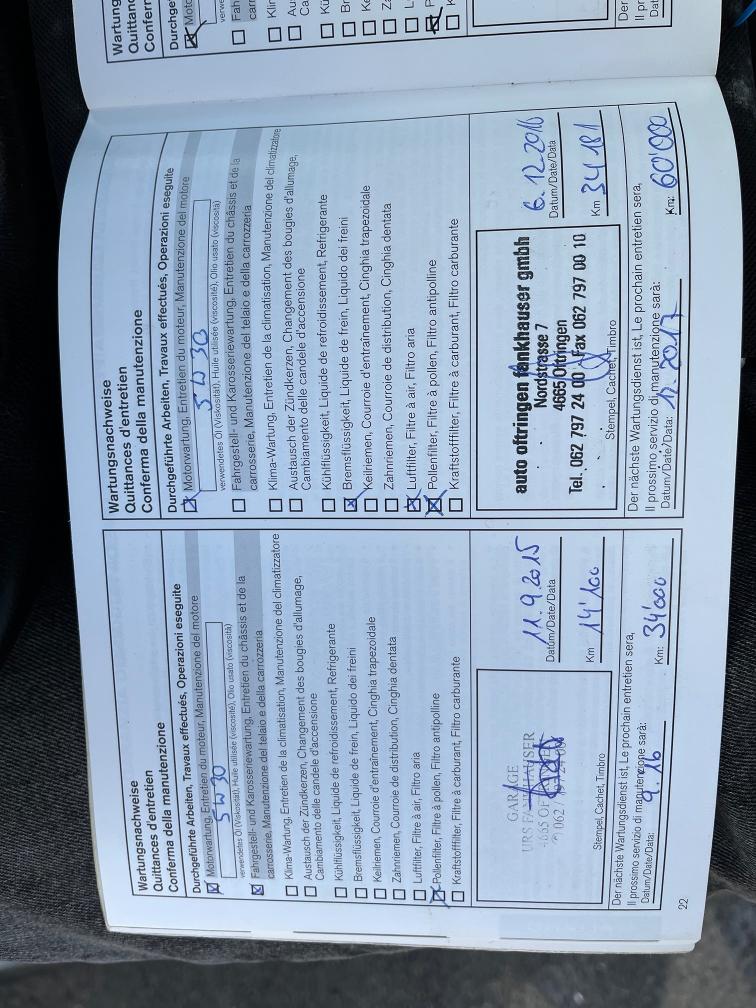 Wartungsnachweise
Quittances d'entretien
Conferma della manutenzione
Durchgeführte Arbeiten, Travaux effectués, Operazioni eseguite
Motorwartung, Entretien du moteur, Manutenzione del motore
5W30
verwendetes Öl (Viskosität), Huile utilisée (viscosité), Olio usato (viscosità)
Fahrgestell- und Karosseriewartung, Entretien du châssis et de la
carrosserie, Manutenzione del telaio e della carrozzeria
Klima-Wartung, Entretien de la climatisation, Manutenzione del climatizzatore
Austausch der Zündkerzen, Changement des bougies d'allumage,
Cambiamento delle candele d'accensione
Kühlflüssigkeit, Liquide de refroidissement, Refrigerante
Bremsflüssigkeit, Liquide de frein, Liquido dei freini
Keilriemen, Courroie d'entraînement, Cinghia trapezoidale
Zahnriemen, Courroie de distribution, Cinghia dentata
Luftfilter, Filtre à air, Filtro aria
Pollenfilter, Filtre à pollen, Filtro antipolline
Kraftstofffilter, Filtre à carburant, Filtro carburante
GARAGE
URS FANKHAUSER
11.9.2015
Datum/Date/Data
Km 14'100
Stempel, Cachet, Timbro
Der nächste Wartungsdienst ist, Le prochain entretien sera,
Il prossimo servizio di manutenzione sarà:
Datum/Date/Data: 9.16 Km: 34'000
22
Wartungsnachweise
Quittances d'entretien
Conferma della manutenzione
Durchgeführte Arbeiten, Travaux effectués, Operazioni eseguite
Motorwartung, Entretien du moteur, Manutenzione del motore
5W30
verwendetes Öl (Viskosität), Huile utilisée (viscosité), Olio usato (viscosità)
Fahrgestell- und Karosseriewartung, Entretien du châssis et de la
carrosserie, Manutenzione del telaio e della carrozzeria
Klima-Wartung, Entretien de la climatisation, Manutenzione del climatizzatore
Austausch der Zündkerzen, Changement des bougies d'allumage,
Cambiamento delle candele d'accensione
Kühlflüssigkeit, Liquide de refroidissement, Refrigerante
Bremsflüssigkeit, Liquide de frein, Liquido dei freini
Keilriemen, Courroie d'entraînement, Cinghia trapezoidale
Zahnriemen, Courroie de distribution, Cinghia dentata
Luftfilter, Filtre à air, Filtro aria
Pollenfilter, Filtre à pollen, Filtro antipolline
Kraftstofffilter, Filtre à carburant, Filtro carburante
auto oftringen fankhauser gmbh
Nordstrasse 7
4665 Oftringen
Tel. 062 797 24 00 Fax 062 797 00 10
6.12.2016
Datum/Date/Data
Km 34181
Stempel, Cachet, Timbro
Der nächste Wartungsdienst ist, Le prochain entretien sera,
Il prossimo servizio di manutenzione sarà:
Datum/Date/Data: 12.2017 Km: 60'000